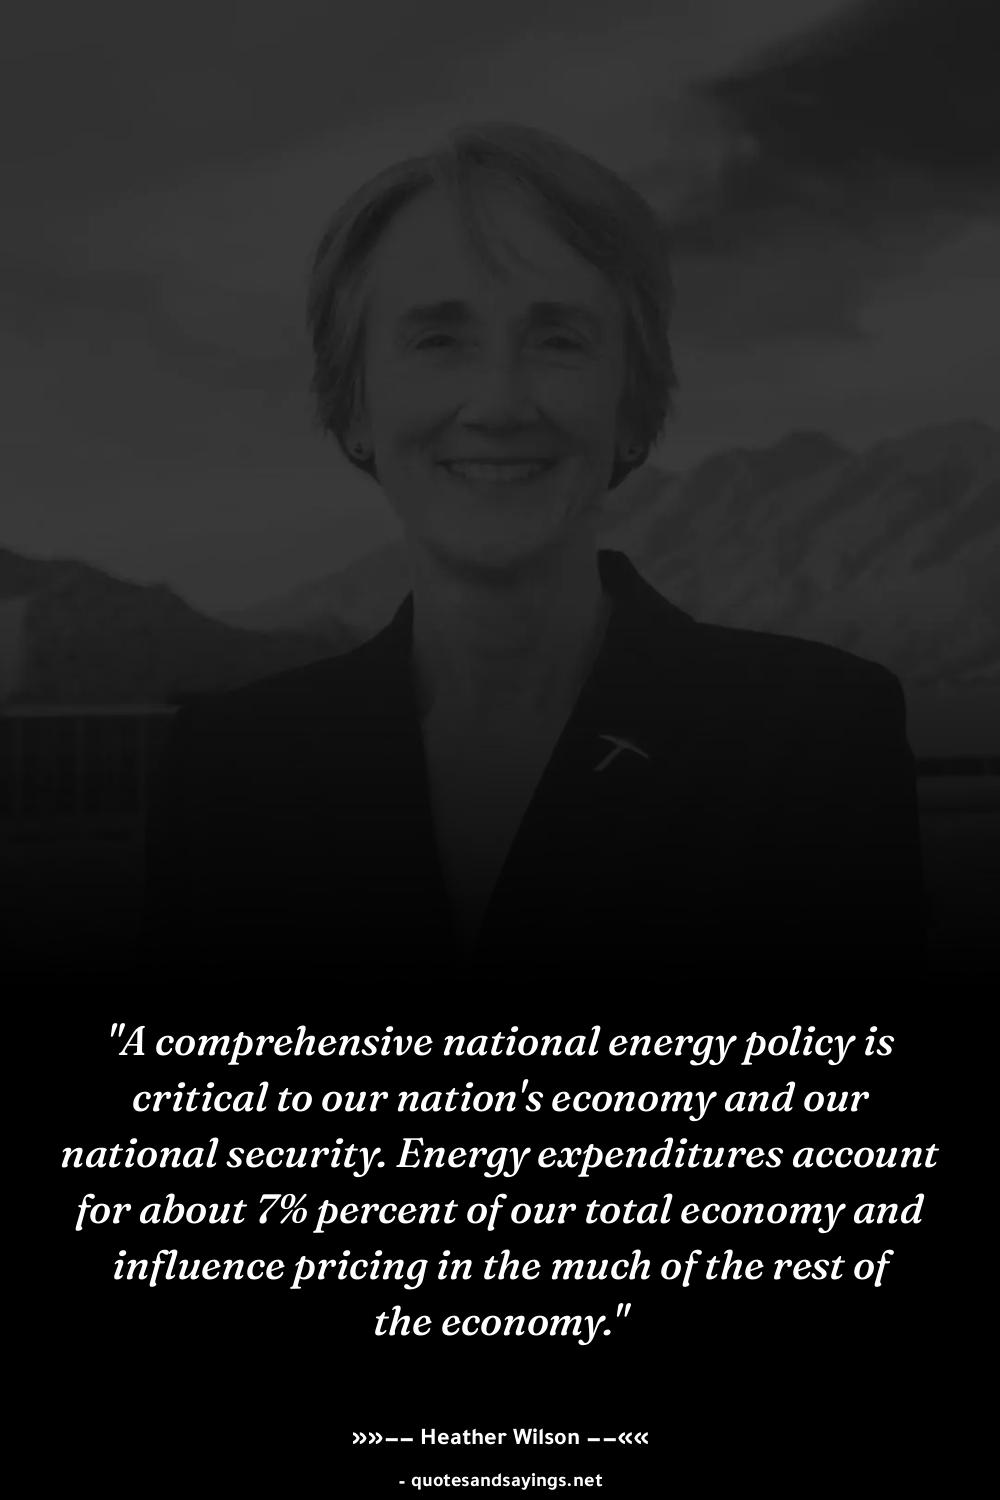 "A comprehensive national energy policy is
critical to our nation's economy and our
national security. Energy expenditures account
for about 7% percent of our total economy and
influence pricing in the much of the rest of
the economy."
»»–– Heather Wilson ––««
- quotesandsayings.net